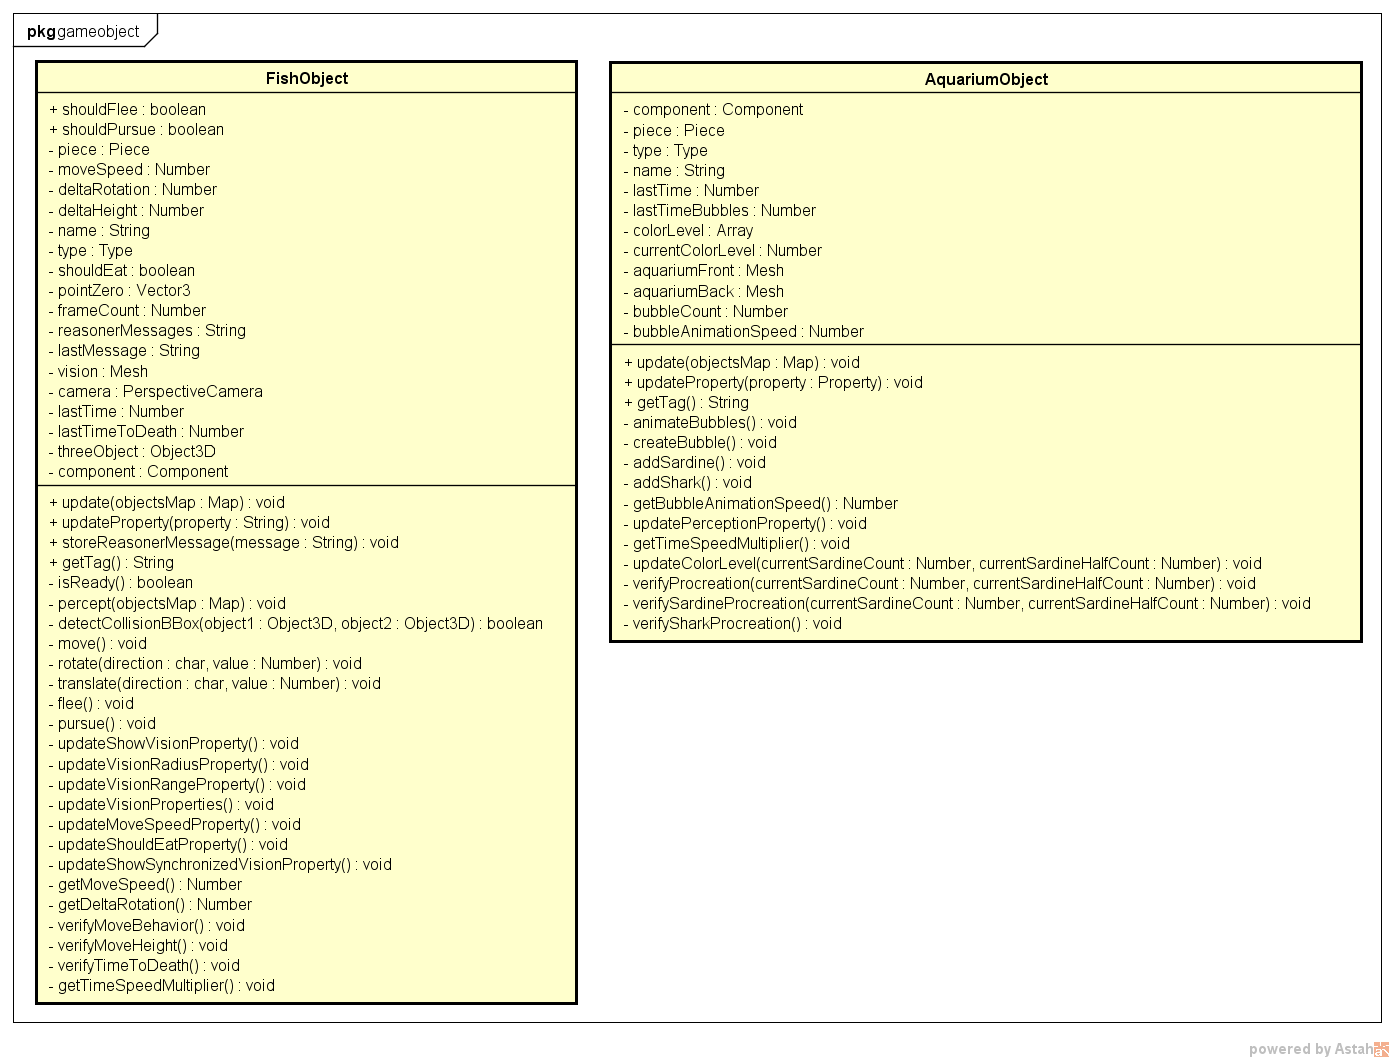 pkg gameobject
FishObject
+ shouldFlee : boolean
+ shouldPursue : boolean
- piece : Piece
- moveSpeed : Number
- deltaRotation : Number
- deltaHeight : Number
- name : String
- type : Type
- shouldEat : boolean
- pointZero : Vector3
- frameCount : Number
- reasonerMessages : String
- lastMessage : String
- vision : Mesh
- camera : PerspectiveCamera
- lastTime : Number
- lastTimeToDeath : Number
- threeObject : Object3D
- component : Component
+ update(objectsMap : Map) : void
+ updateProperty(property : String) : void
+ storeReasonerMessage(message : String) : void
+ getTag() : String
- isReady() : boolean
- percept(objectsMap : Map) : void
- detectCollisionBBox(object1 : Object3D, object2 : Object3D) : boolean
- move() : void
- rotate(direction : char, value : Number) : void
- translate(direction : char, value : Number) : void
- flee() : void
- pursue() : void
- updateShowVisionProperty() : void
- updateVisionRadiusProperty() : void
- updateVisionRangeProperty() : void
- updateVisionProperties() : void
- updateMoveSpeedProperty() : void
- updateShouldEatProperty() : void
- updateShowSynchronizedVisionProperty() : void
- getMoveSpeed() : Number
- getDeltaRotation() : Number
- verifyMoveBehavior() : void
- verifyMoveHeight() : void
- verifyTimeToDeath() : void
- getTimeSpeedMultiplier() : void
AquariumObject
- component : Component
- piece : Piece
- type : Type
- name : String
- lastTime : Number
- lastTimeBubbles : Number
- colorLevel : Array
- currentColorLevel : Number
- aquariumFront : Mesh
- aquariumBack : Mesh
- bubbleCount : Number
- bubbleAnimationSpeed : Number
+ update(objectsMap : Map) : void
+ updateProperty(property : Property) : void
+ getTag() : String
- animateBubbles() : void
- createBubble() : void
- addSardine() : void
- addShark() : void
- getBubbleAnimationSpeed() : Number
- updatePerceptionProperty() : void
- getTimeSpeedMultiplier() : void
- updateColorLevel(currentSardineCount : Number, currentSardineHalfCount : Number) : void
- verifyProcreation(currentSardineCount : Number, currentSardineHalfCount : Number) : void
- verifySardineProcreation(currentSardineCount : Number, currentSardineHalfCount : Number) : void
- verifySharkProcreation() : void
powered by Astah